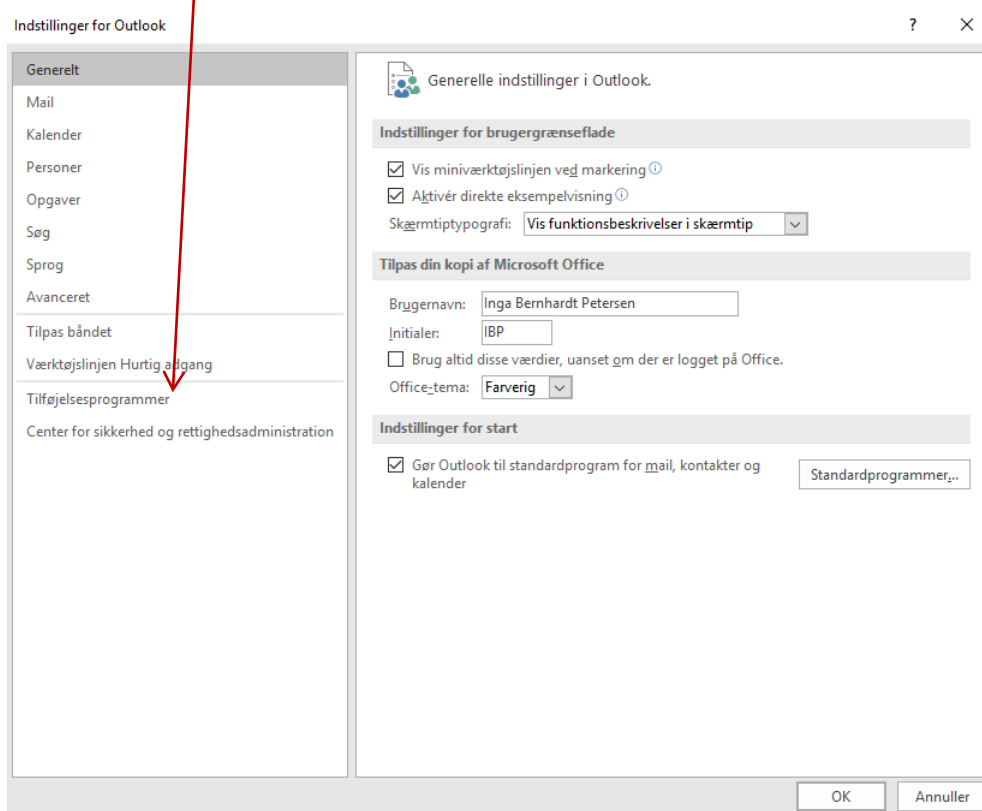 Indstillinger for Outlook
?
Generelt
Mail
Kalender
Personer
Opgaver
Søg
Sprog
Avanceret
Tilpas båndet
Værktøjslinjen Hurtig adgang
Tilføjelsesprogrammer
Center for sikkerhed og rettighedsadministration
Generelle indstillinger i Outlook.
Indstillinger for brugergrænseflade
Vis miniværktøjslinjen ved markering
Aktivér direkte eksempelvisning
Skærmtiptypografi: Vis funktionsbeskrivelser i skærmtip
Tilpas din kopi af Microsoft Office
Brugernavn: Inga Bernhardt Petersen
Initialer: IBP
Brug altid disse værdier, uanset om der er logget på Office.
Office-tema: Farverig
Indstillinger for start
Gør Outlook til standardprogram for mail, kontakter og
kalender
Standardprogrammer...
OK
Annuller